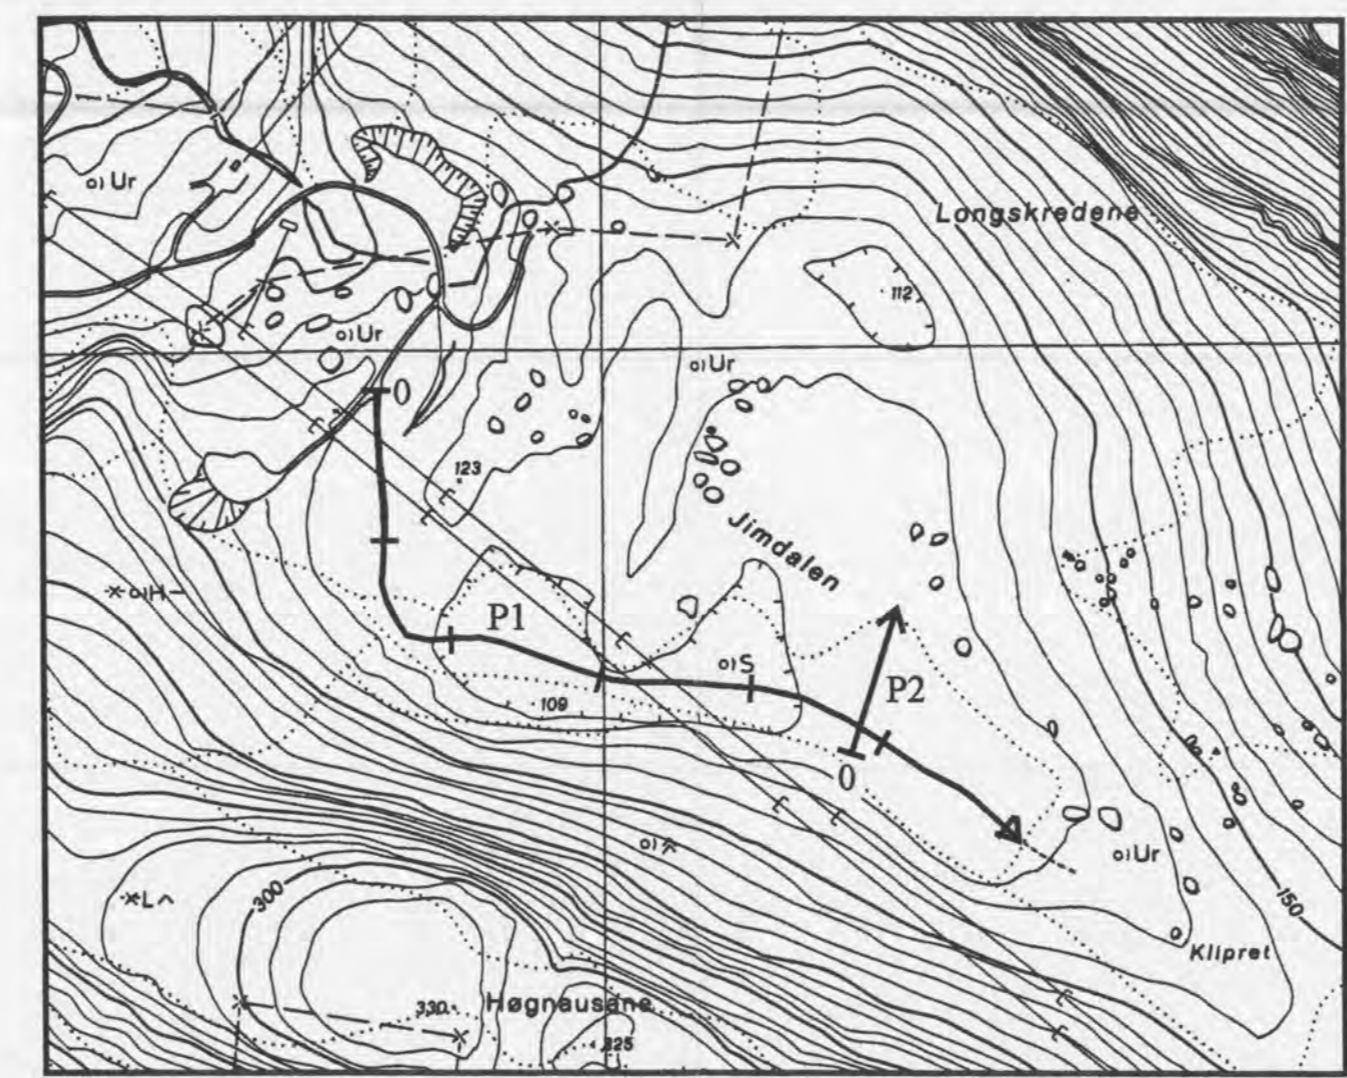 o) Ur
Longskredene
112
o) Ur
o) Ur
0
123
Jimdalen
o) H
P1
o) S
P2
109
0
o)
o) Ur
L
300
150
Klipret
330
Høgnausane
325